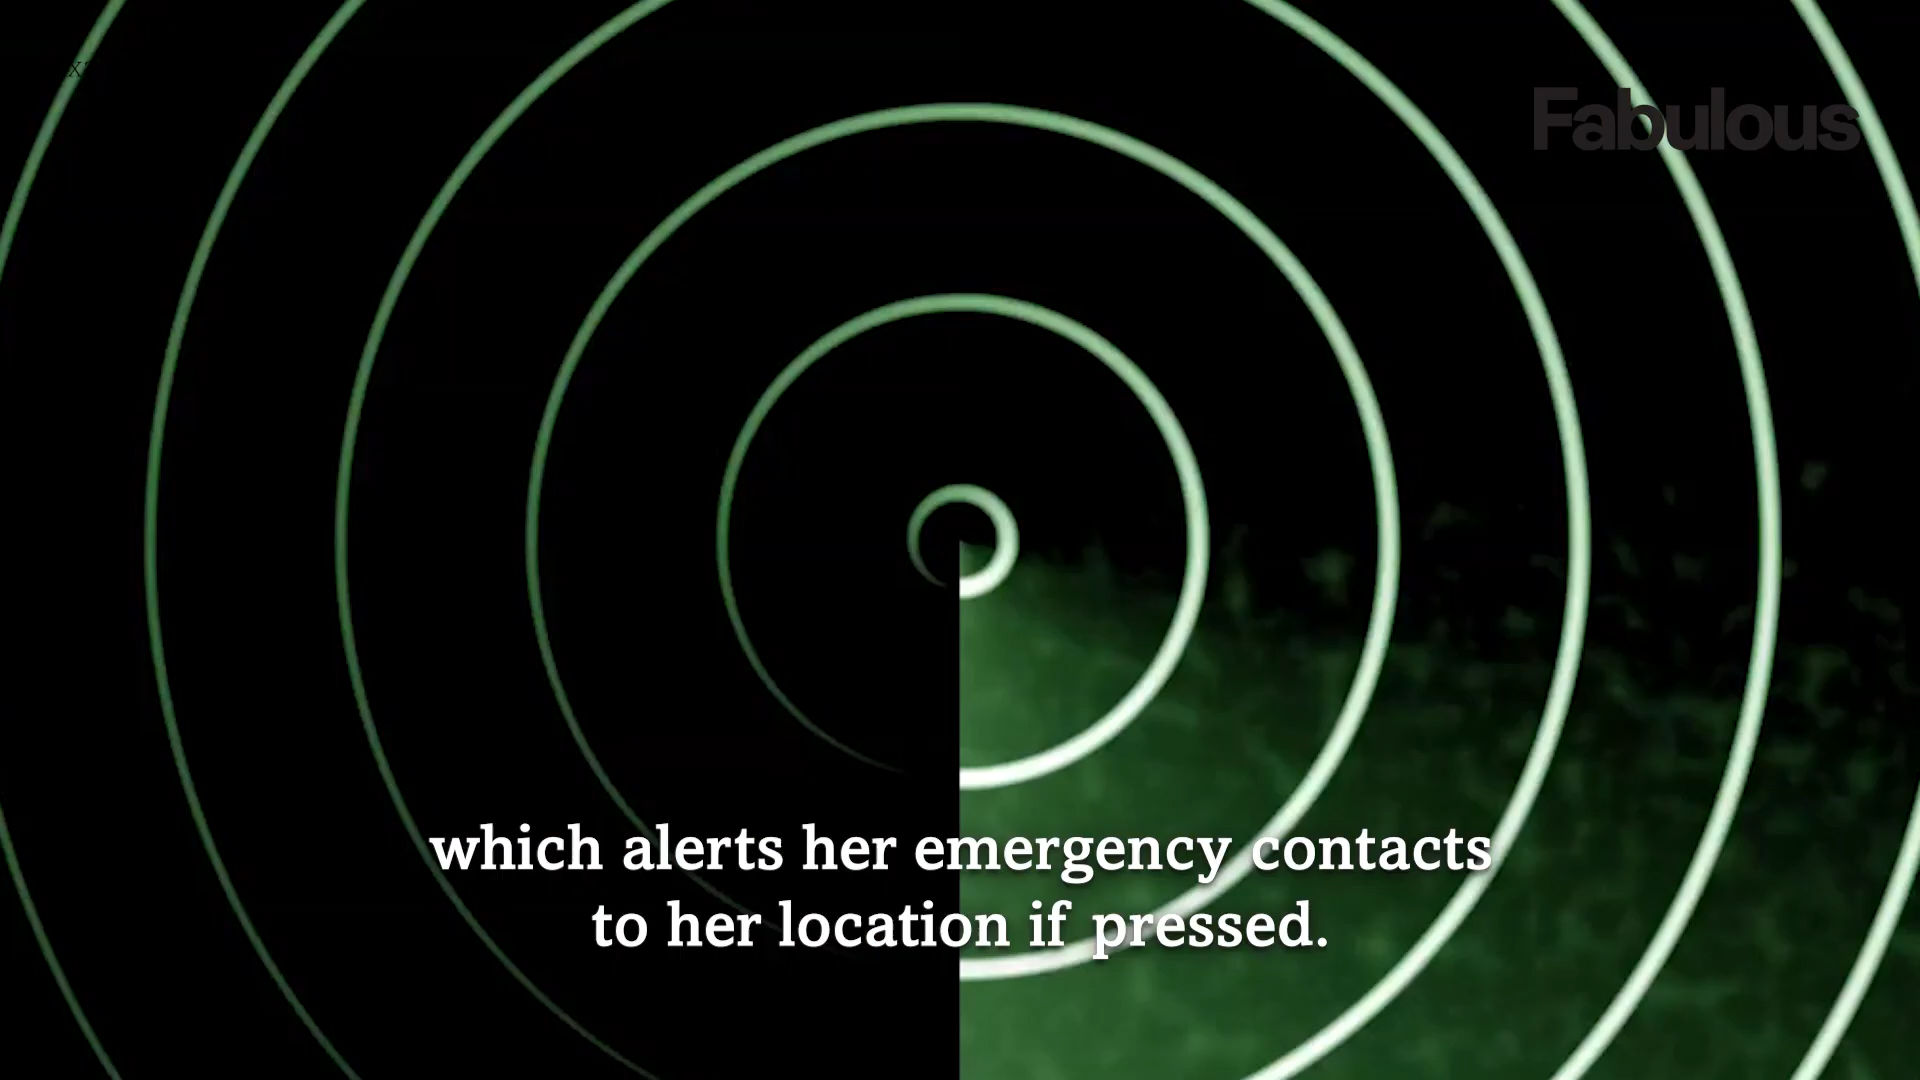 Fabulous
which alerts her emergency contacts
to her location if pressed.